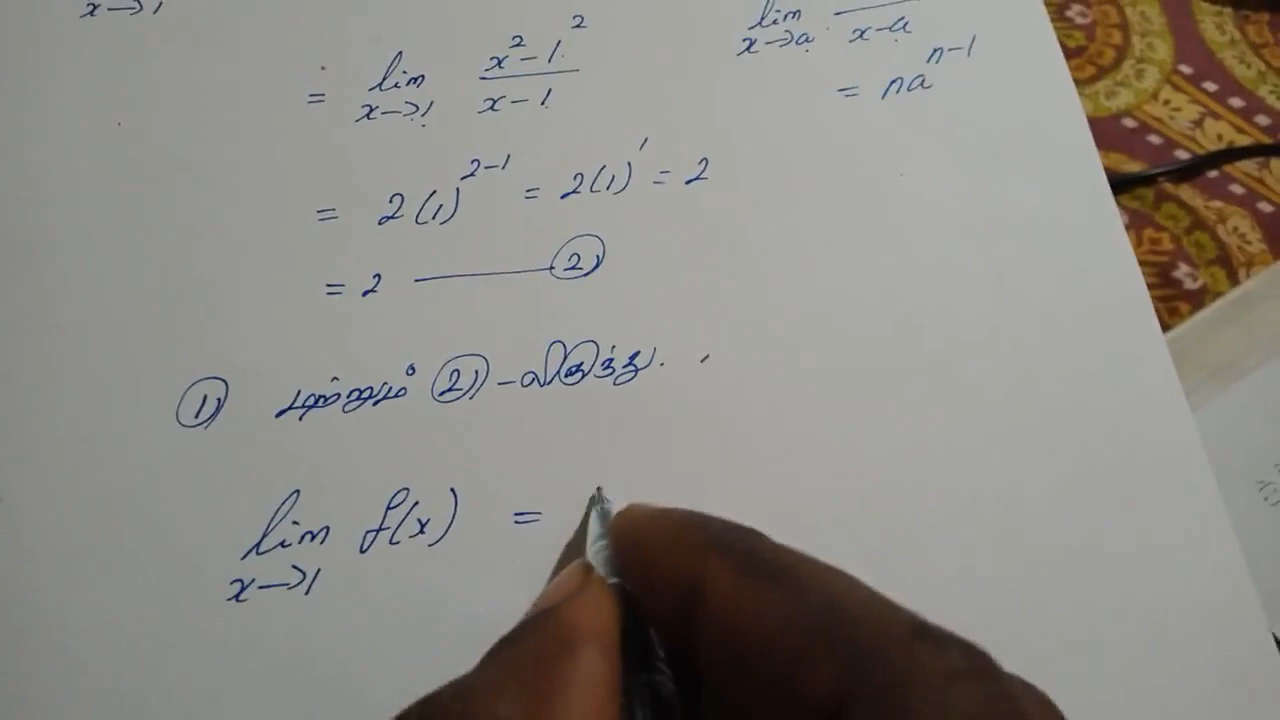 x→1
= lim x→1 (x² - 1²)/(x - 1)
lim x→a x-a
= na^(n-1)
= 2(1)^(2-1) = 2(1)^1 = 2
= 2 ——— ②
① மற்றும் ②-லிருந்து.
lim x→1 f(x) =